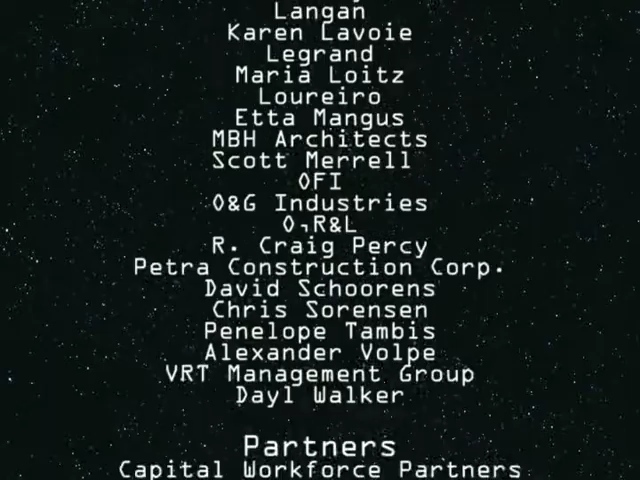 Langan
Karen Lavoie
Legrand
Maria Loitz
Loureiro
Etta Mangus
MBH Architects
Scott Merrell
OFI
O&G Industries
O,R&L
R. Craig Percy
Petra Construction Corp.
David Schoorens
Chris Sorensen
Penelope Tambis
Alexander Volpe
VRT Management Group
Dayl Walker
Partners
Capital Workforce Partners